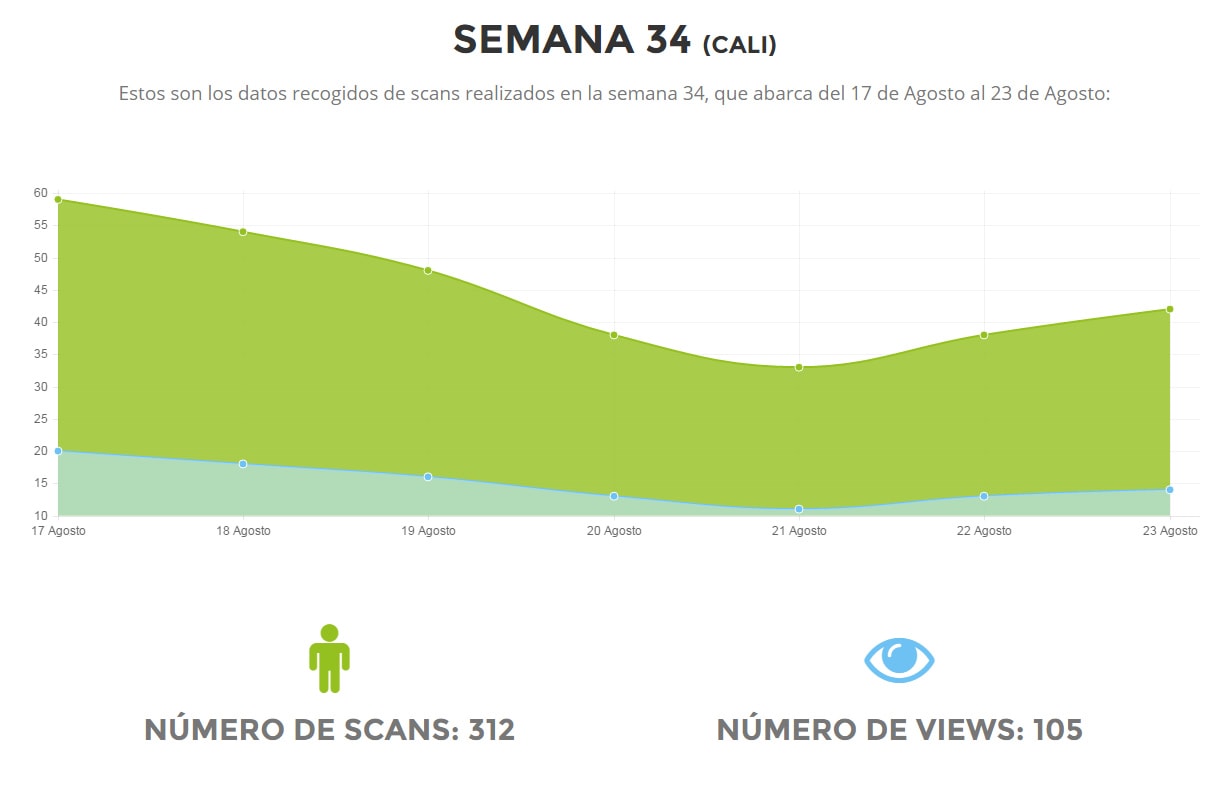 SEMANA 34 (CALI)
Estos son los datos recogidos de scans realizados en la semana 34, que abarca del 17 de Agosto al 23 de Agosto:
60
55
50
45
40
35
30
25
20
15
10
17 Agosto 18 Agosto 19 Agosto 20 Agosto 21 Agosto 22 Agosto 23 Agosto
NÚMERO DE SCANS: 312 NÚMERO DE VIEWS: 105